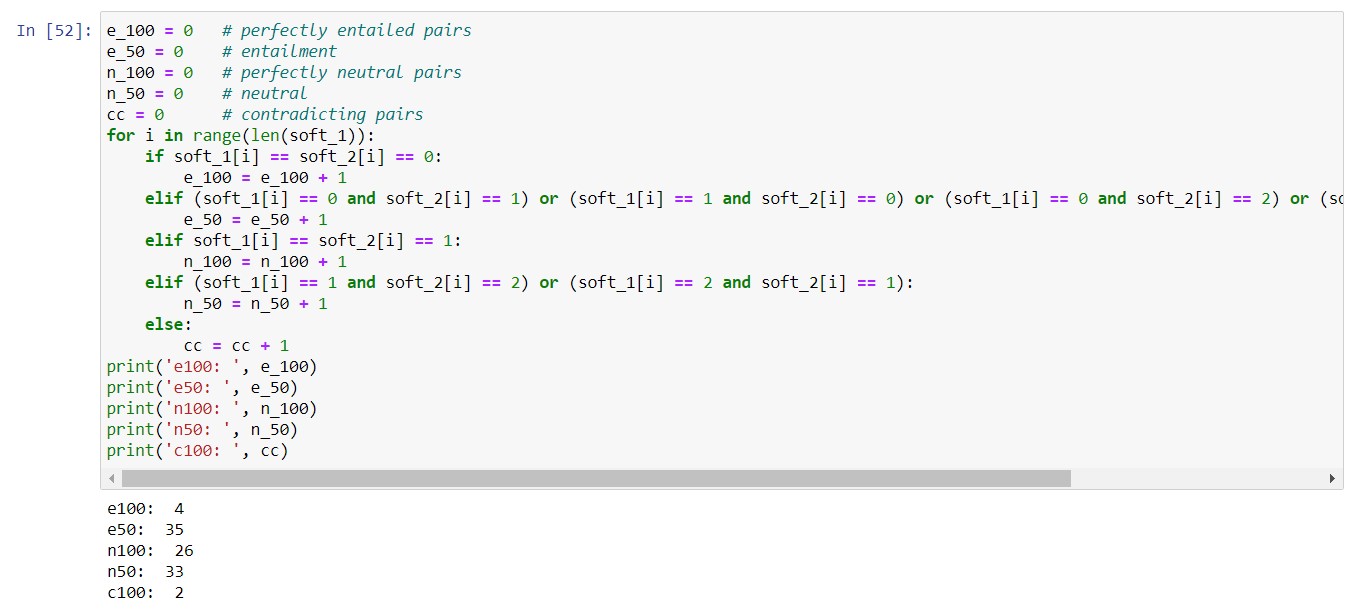 In [52]: e_100 = 0   # perfectly entailed pairs
e_50 = 0    # entailment
n_100 = 0   # perfectly neutral pairs
n_50 = 0    # neutral
cc = 0      # contradicting pairs
for i in range(len(soft_1)):
    if soft_1[i] == soft_2[i] == 0:
        e_100 = e_100 + 1
    elif (soft_1[i] == 0 and soft_2[i] == 1) or (soft_1[i] == 1 and soft_2[i] == 0) or (soft_1[i] == 0 and soft_2[i] == 2) or (
        e_50 = e_50 + 1
    elif soft_1[i] == soft_2[i] == 1:
        n_100 = n_100 + 1
    elif (soft_1[i] == 1 and soft_2[i] == 2) or (soft_1[i] == 2 and soft_2[i] == 1):
        n_50 = n_50 + 1
    else:
        cc = cc + 1
print('e100: ', e_100)
print('e50: ', e_50)
print('n100: ', n_100)
print('n50: ', n_50)
print('c100: ', cc)
e100:  4
e50:  35
n100:  26
n50:  33
c100:  2